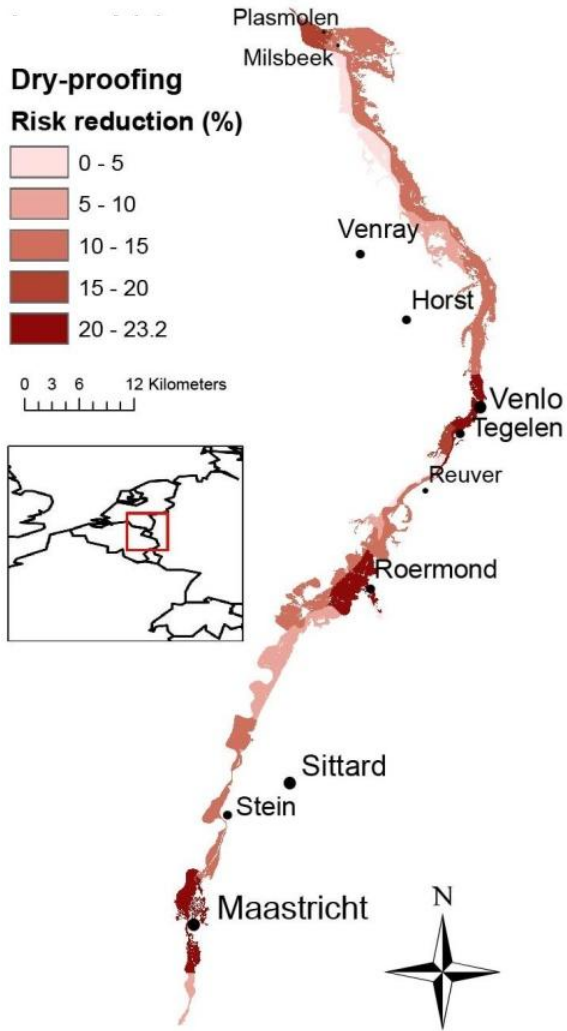 Plasmolen
Milsbeek
Dry-proofing
Risk reduction (%)
0 - 5
5 - 10
10 - 15
15 - 20
20 - 23.2
0 3 6 12 Kilometers
Venray
Horst
Venlo
Tegelen
Reuver
Roermond
Sittard
Stein
Maastricht
N